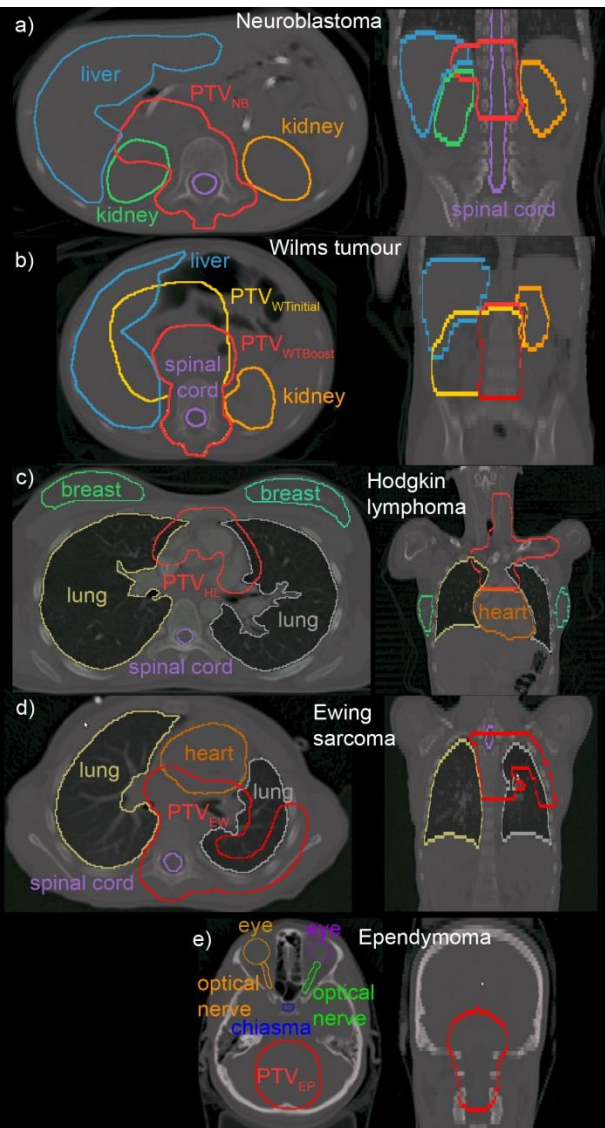 a)
Neuroblastoma
liver
PTV_NB
kidney
kidney
spinal cord
b)
Wilms tumour
liver
PTV_WTinitial
PTV_WTBoost
spinal
cord
kidney
c)
Hodgkin
lymphoma
breast
breast
lung
PTV_HL
lung
heart
spinal cord
d)
Ewing
sarcoma
heart
lung
lung
PTV_EW
spinal cord
e)
Ependymoma
eye
eye
optical
nerve
optical
nerve
chiasma
PTV_EP